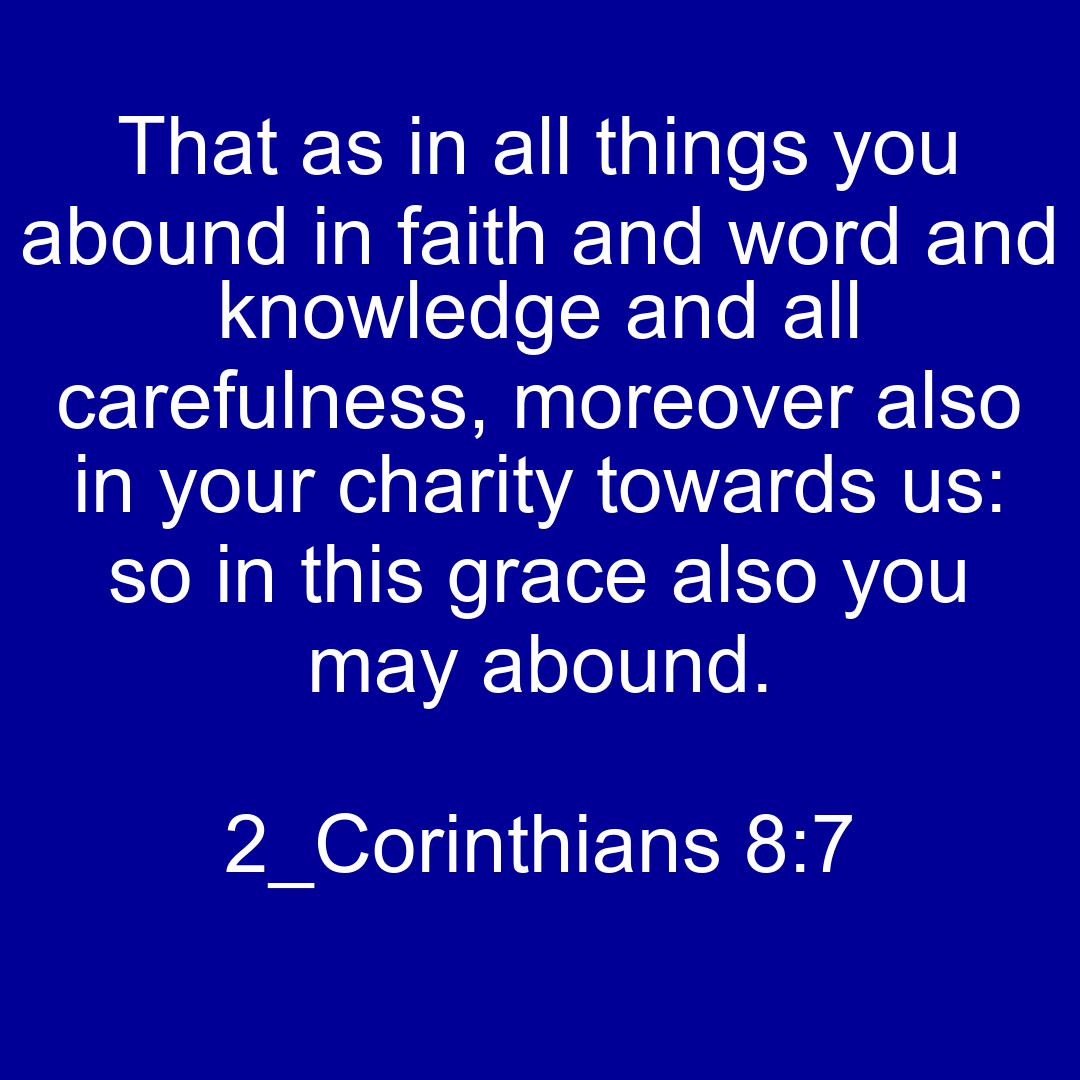 That as in all things you
abound in faith and word and
knowledge and all
carefulness, moreover also
in your charity towards us:
so in this grace also you
may abound.
2_Corinthians 8:7